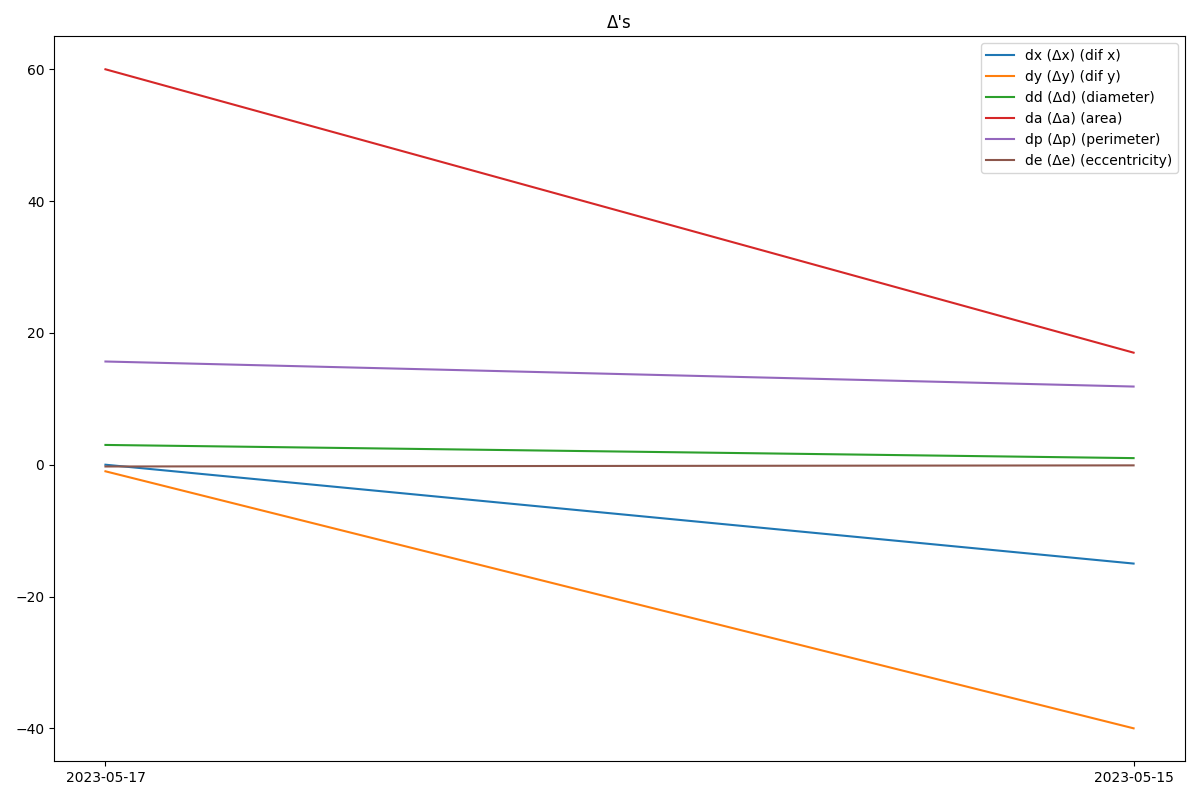 Δ's
dx (Δx) (dif x)
dy (Δy) (dif y)
dd (Δd) (diameter)
da (Δa) (area)
dp (Δp) (perimeter)
de (Δe) (eccentricity)
60
40
20
0
−20
−40
2023-05-17 2023-05-15